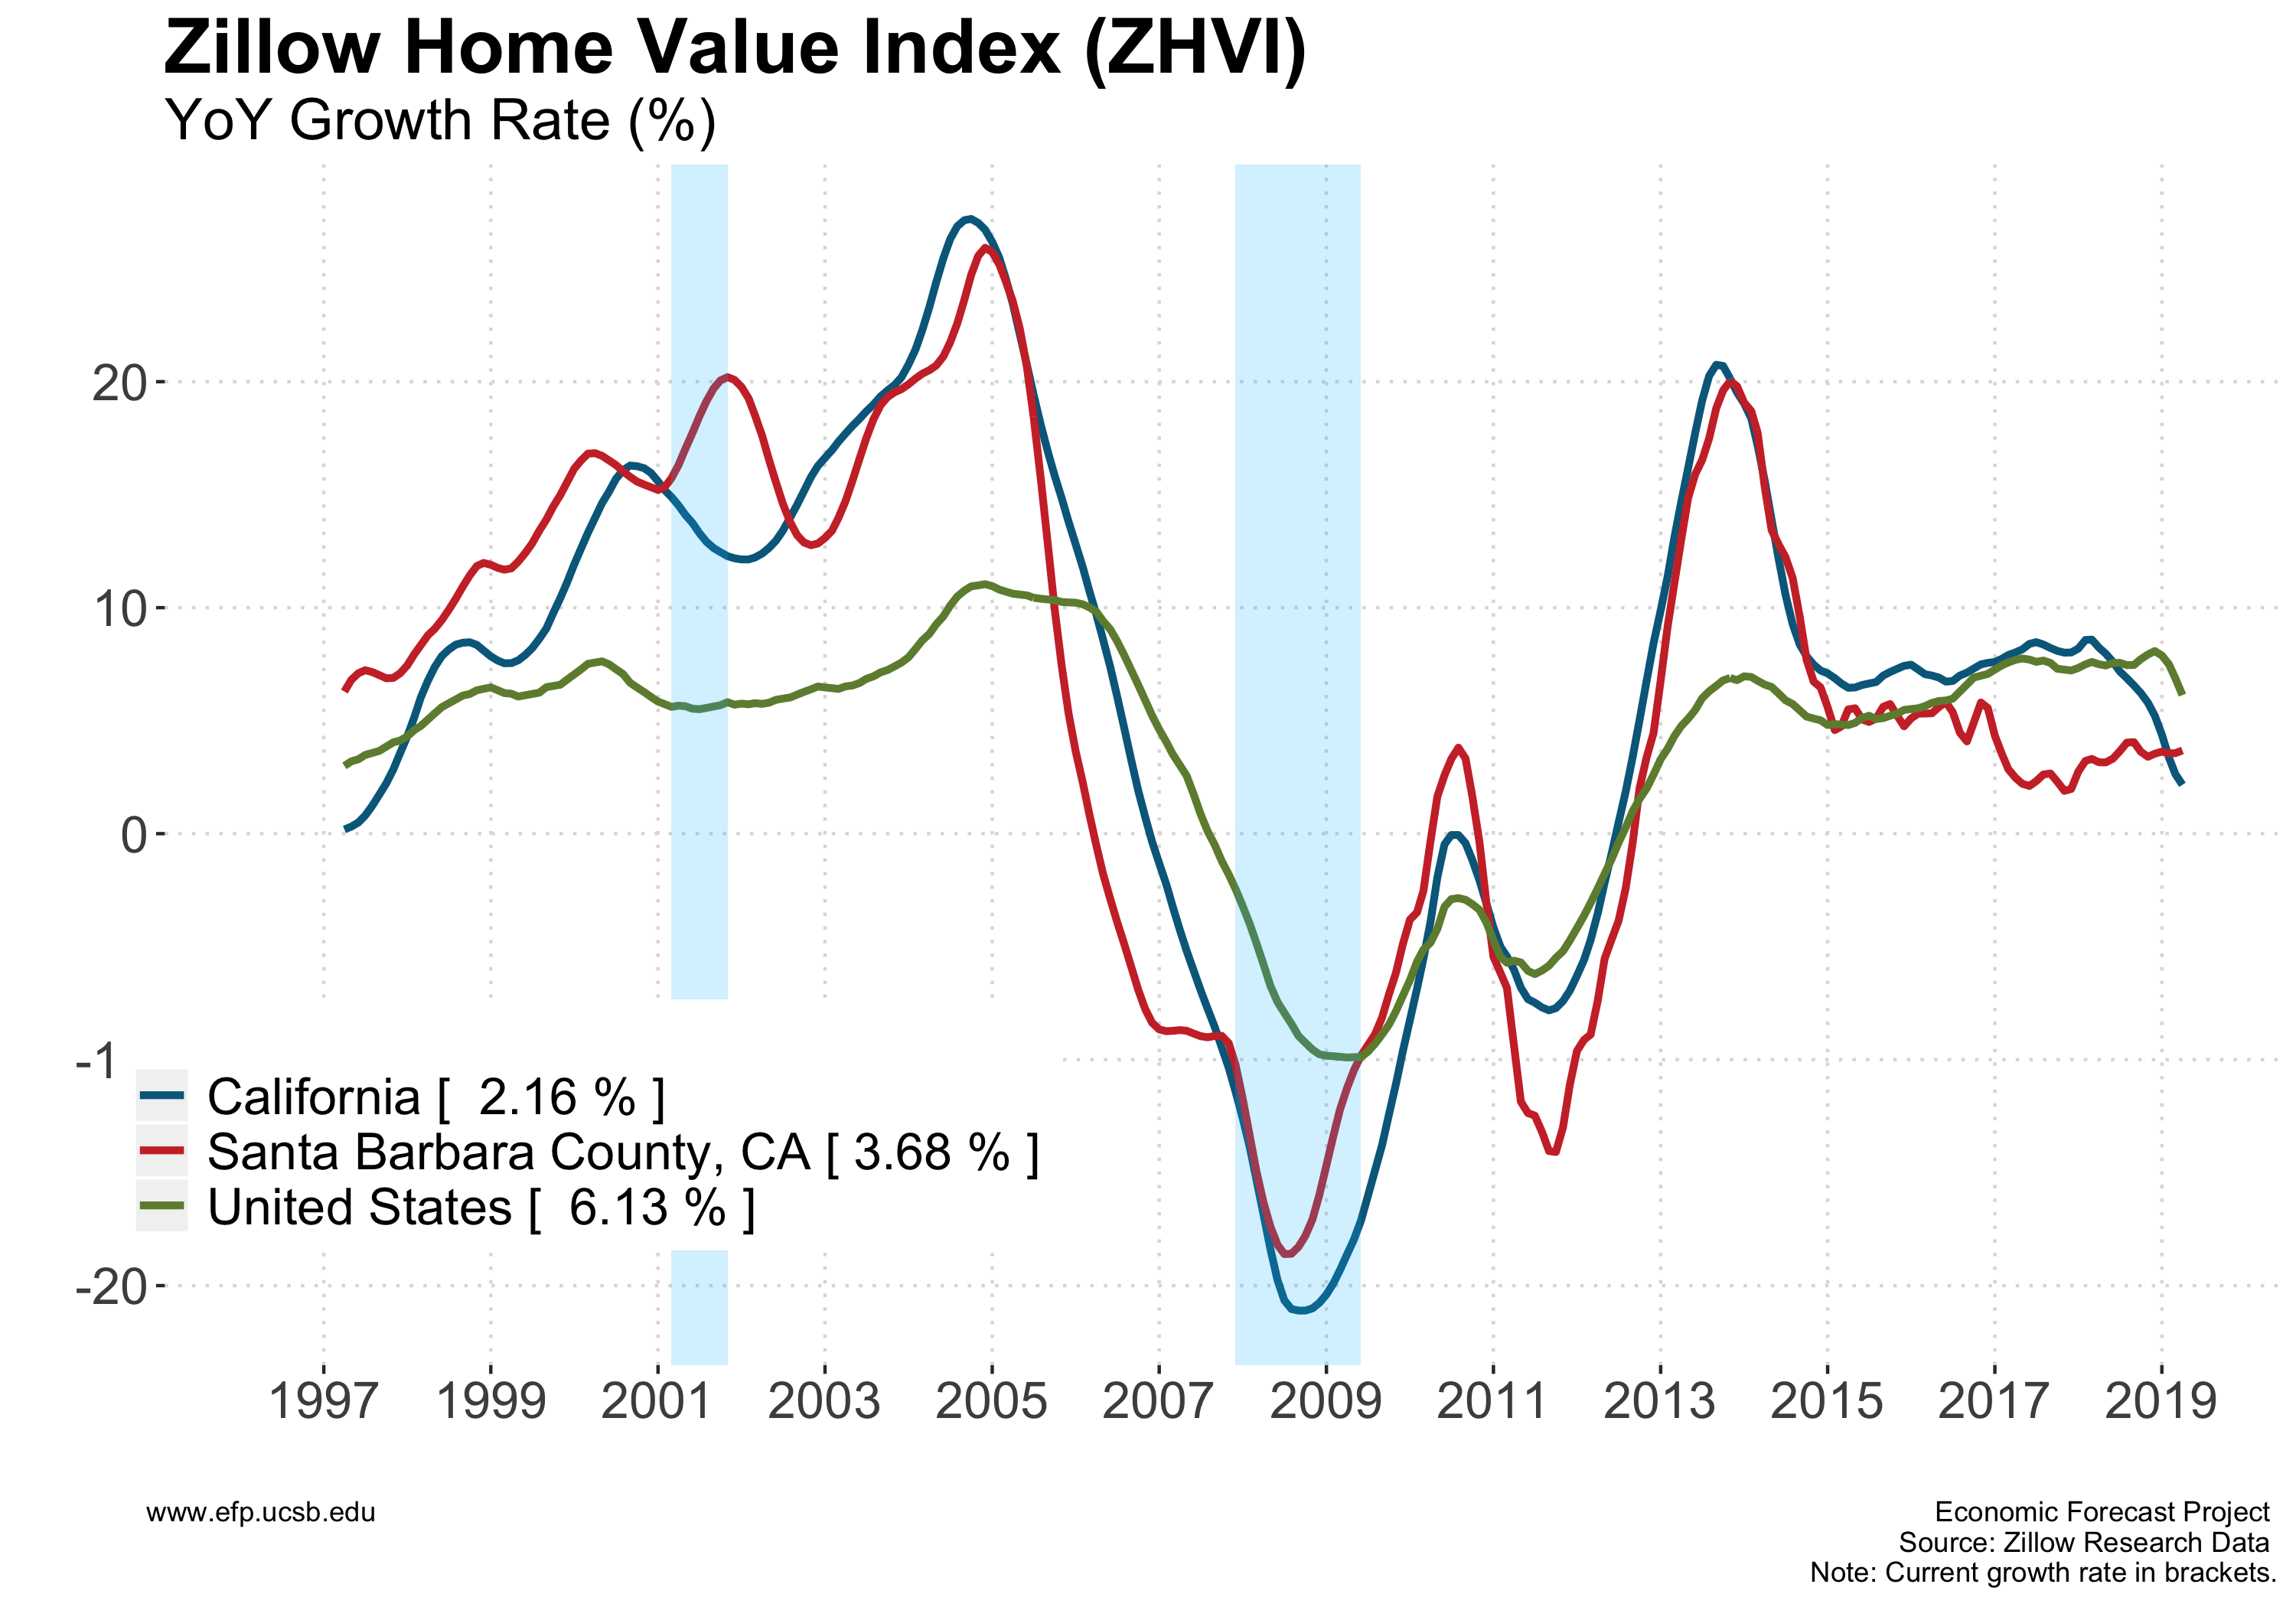 Zillow Home Value Index (ZHVI)
YoY Growth Rate (%)
20
10
0
-1
-20
California [  2.16 % ]
Santa Barbara County, CA [ 3.68 % ]
United States [  6.13 % ]
1997 1999 2001 2003 2005 2007 2009 2011 2013 2015 2017 2019
www.efp.ucsb.edu
Economic Forecast Project
Source: Zillow Research Data
Note: Current growth rate in brackets.